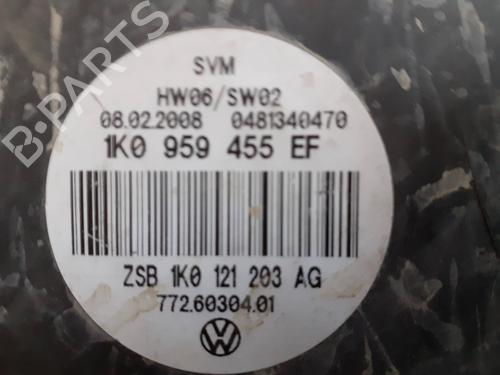 SVM
HW06/SW02
08.02.2008 0481340470
1K0 959 455 EF
ZSB 1K0 121 203 AG
772.60304.01
B-PARTS